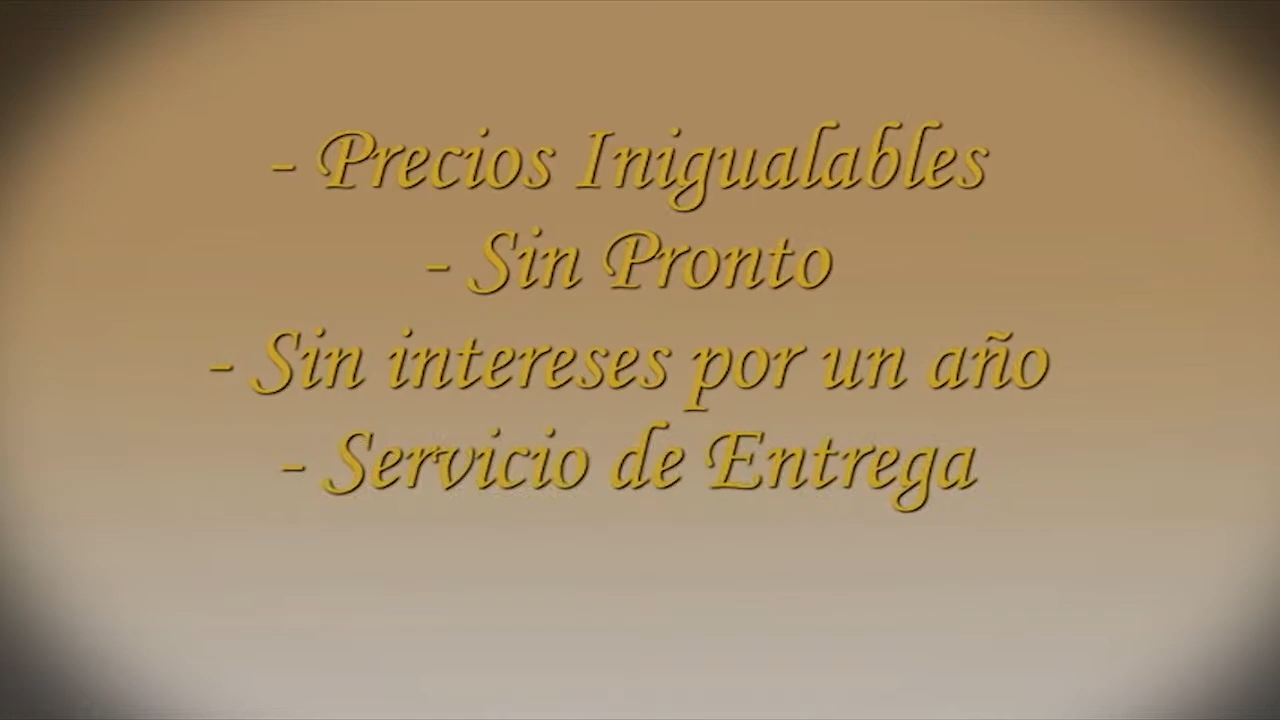 - Precios Inigualables
- Sin Pronto
- Sin intereses por un año
- Servicio de Entrega